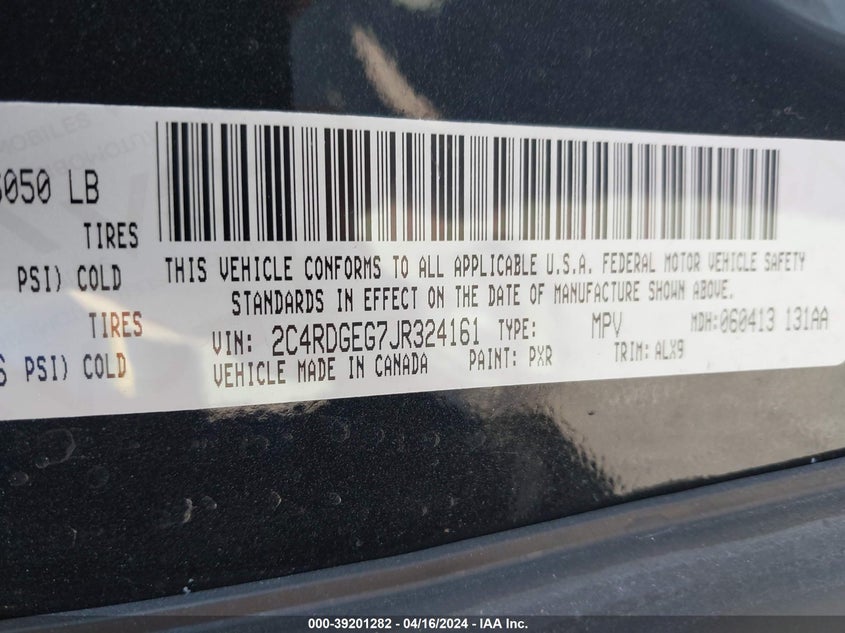 6050 LB
TIRES
PSI) COLD
TIRES
PSI) COLD
THIS VEHICLE CONFORMS TO ALL APPLICABLE U.S.A. FEDERAL MOTOR VEHICLE SAFETY
STANDARDS IN EFFECT ON THE DATE OF MANUFACTURE SHOWN ABOVE.
VIN: 2C4RDGEG7JR324161 TYPE: MPV MDH:060413 131AA
VEHICLE MADE IN CANADA PAINT: PXR TRIM: ALX9
000-39201282 - 04/16/2024 - IAA Inc.